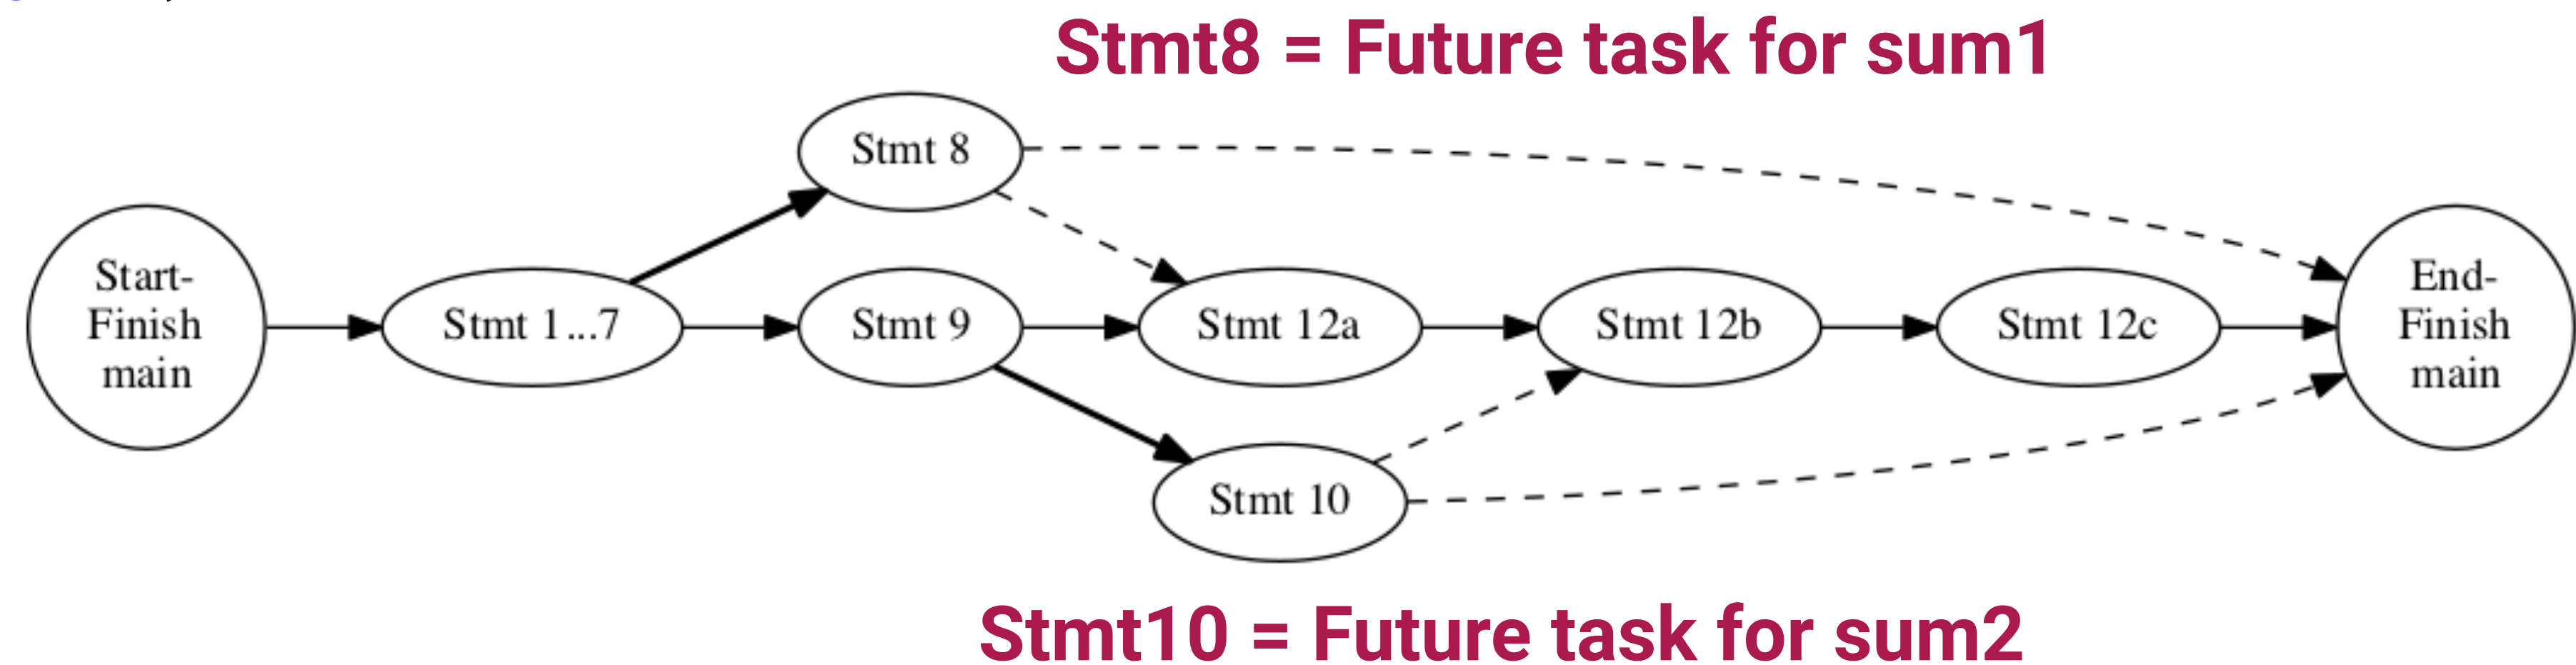 Stmt8 = Future task for sum1
Stmt 8
Start-
Finish
main
Stmt 1...7
Stmt 9
Stmt 12a
Stmt 12b
Stmt 12c
End-
Finish
main
Stmt 10
Stmt10 = Future task for sum2